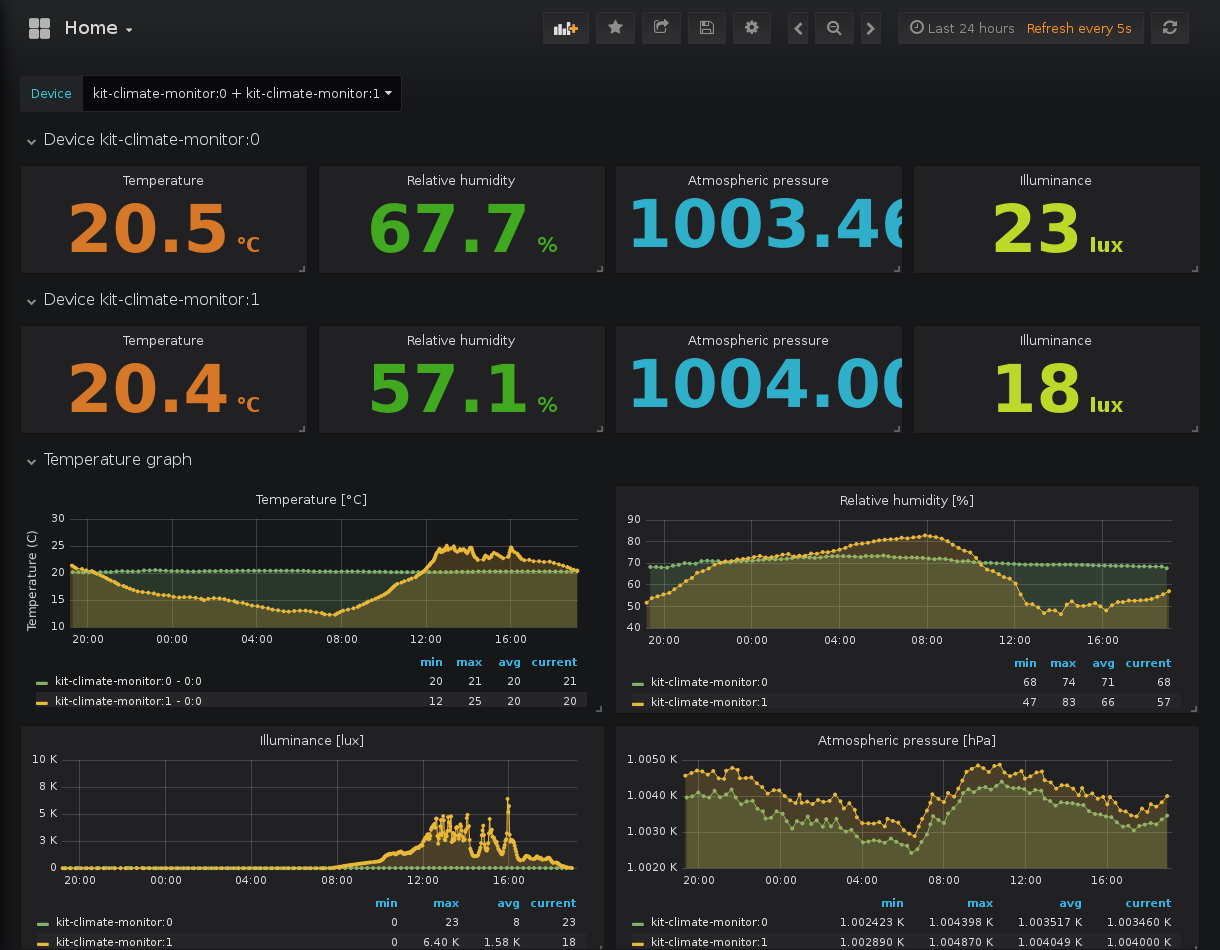 Home
Last 24 hours Refresh every 5s
Device kit-climate-monitor:0 + kit-climate-monitor:1
Device kit-climate-monitor:0
Temperature Relative humidity Atmospheric pressure Illuminance
20.5 °C 67.7 % 1003.46 23 lux
Device kit-climate-monitor:1
Temperature Relative humidity Atmospheric pressure Illuminance
20.4 °C 57.1 % 1004.00 18 lux
Temperature graph
Temperature [°C]
Temperature (C)
30
25
20
15
10
20:00 00:00 04:00 08:00 12:00 16:00
min max avg current
kit-climate-monitor:0 - 0:0 20 21 20 21
kit-climate-monitor:1 - 0:0 12 25 20 20
Relative humidity [%]
90
80
70
60
50
40
20:00 00:00 04:00 08:00 12:00 16:00
min max avg current
kit-climate-monitor:0 68 74 71 68
kit-climate-monitor:1 47 83 66 57
Illuminance [lux]
10 K
8 K
5 K
3 K
0
20:00 00:00 04:00 08:00 12:00 16:00
min max avg current
kit-climate-monitor:0 0 23 8 23
kit-climate-monitor:1 0 6.40 K 1.58 K 18
Atmospheric pressure [hPa]
1.0050 K
1.0040 K
1.0030 K
1.0020 K
20:00 00:00 04:00 08:00 12:00 16:00
min max avg current
kit-climate-monitor:0 1.002423 K 1.004398 K 1.003517 K 1.003460 K
kit-climate-monitor:1 1.002890 K 1.004870 K 1.004049 K 1.004000 K